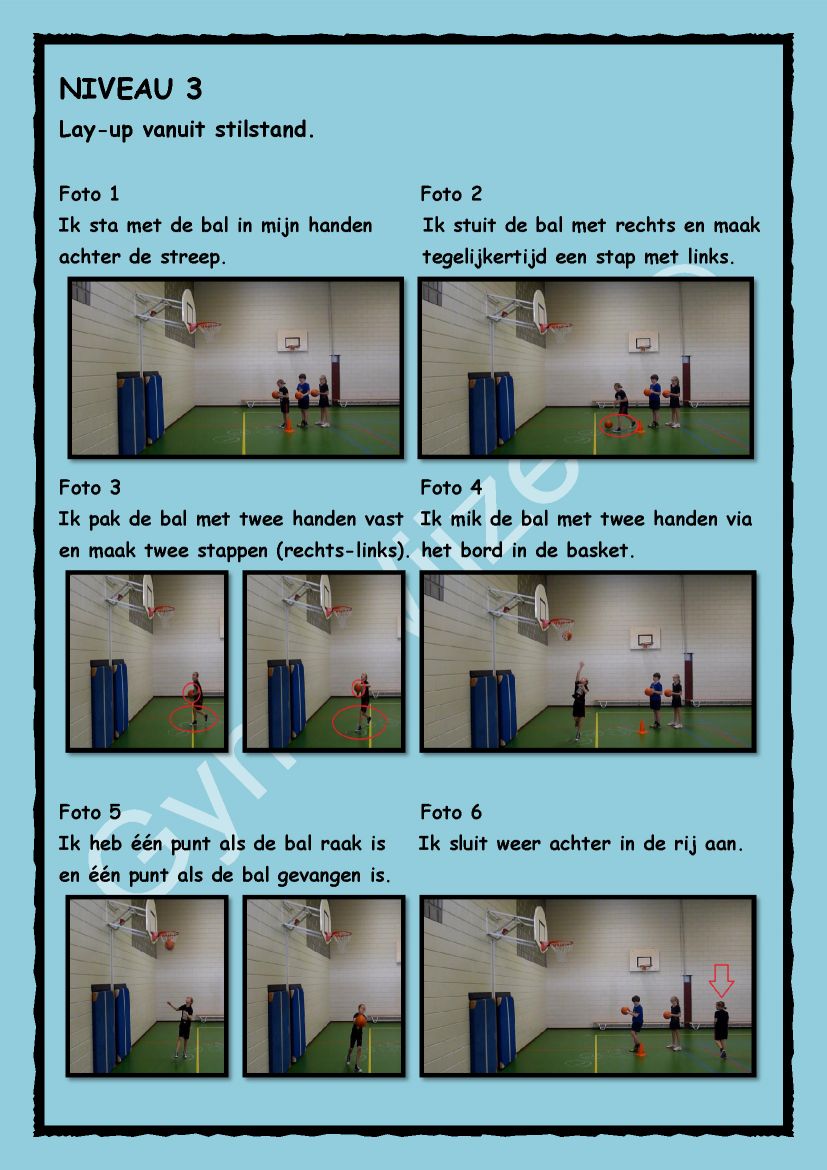 NIVEAU 3
Lay-up vanuit stilstand.
Foto 1
Ik sta met de bal in mijn handen
achter de streep.
Foto 2
Ik stuit de bal met rechts en maak
tegelijkertijd een stap met links.
Foto 3
Ik pak de bal met twee handen vast
en maak twee stappen (rechts-links).
Foto 4
Ik mik de bal met twee handen via
het bord in de basket.
Foto 5
Ik heb één punt als de bal raak is
en één punt als de bal gevangen is.
Foto 6
Ik sluit weer achter in de rij aan.